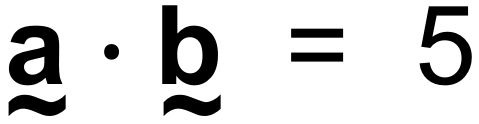 a̰ · b̰ = 5